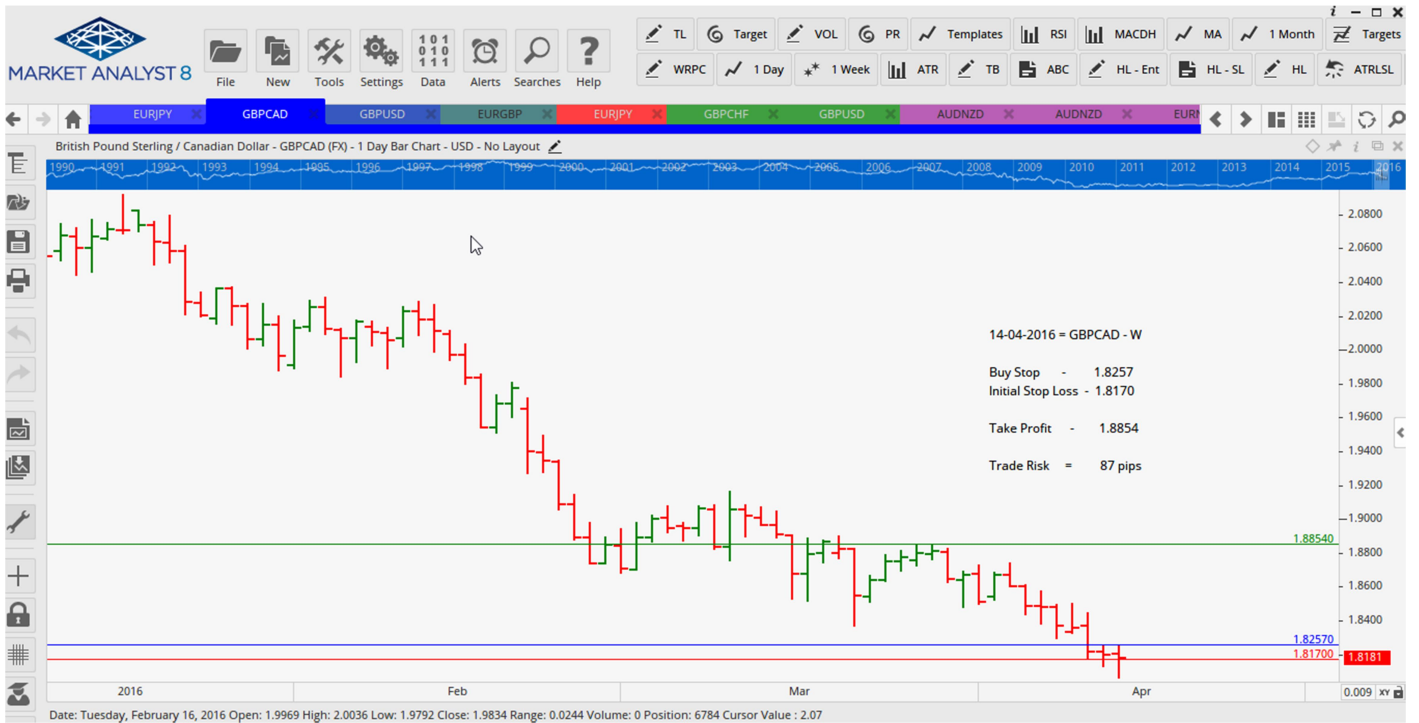 i
TL Target VOL PR Templates RSI MACDH MA 1 Month Targets
WRPC 1 Day 1 Week ATR TB ABC HL - Ent HL - SL HL ATRLSL
MARKET ANALYST 8
1 0 1
0 1 0
1 1 1
?
File New Tools Settings Data Alerts Searches Help
EURJPY GBPCAD GBPUSD EURGBP EURJPY GBPCHF GBPUSD AUDNZD AUDNZD
British Pound Sterling / Canadian Dollar - GBPCAD (FX) - 1 Day Bar Chart - USD - No Layout
i
1990 1991 1992 1993 1994 1995 1996 1997 1998 1999 2000 2001 2002 2003 2004 2005 2006 2007 2008 2009 2010 2011 2012 2013 2014 2015 2016
2.0800
2.0600
2.0400
2.0200
2.0000
1.9800
1.9600
1.9400
1.9200
1.9000
1.8800
1.8600
1.8400
14-04-2016 = GBPCAD - W
Buy Stop - 1.8257
Initial Stop Loss - 1.8170
Take Profit - 1.8854
Trade Risk = 87 pips
1.88540
1.82570
1.81700
1.8181
2016 Feb Mar Apr
0.009 XY
Date: Tuesday, February 16, 2016 Open: 1.9969 High: 2.0036 Low: 1.9792 Close: 1.9834 Range: 0.0244 Volume: 0 Position: 6784 Cursor Value : 2.07